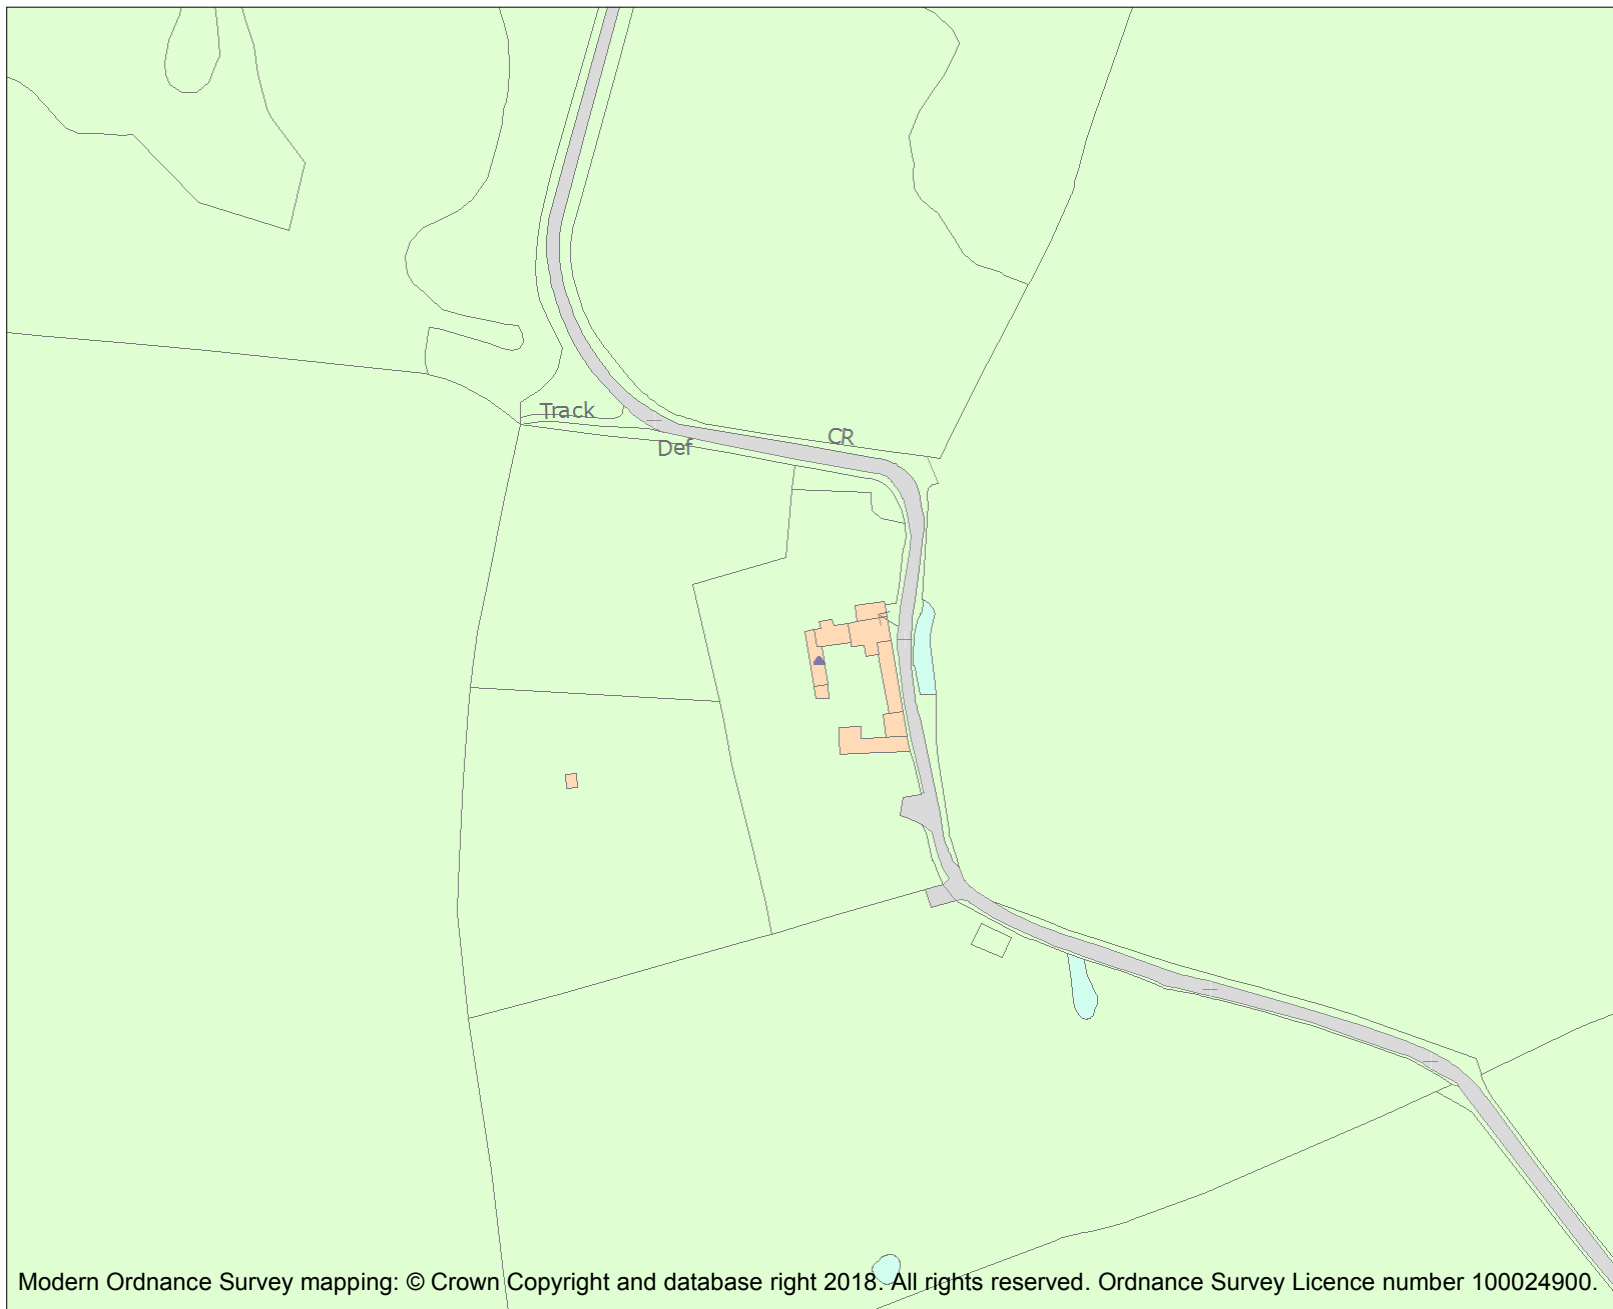 Track
CR
Def
Modern Ordnance Survey mapping: © Crown Copyright and database right 2018. All rights reserved. Ordnance Survey Licence number 100024900.